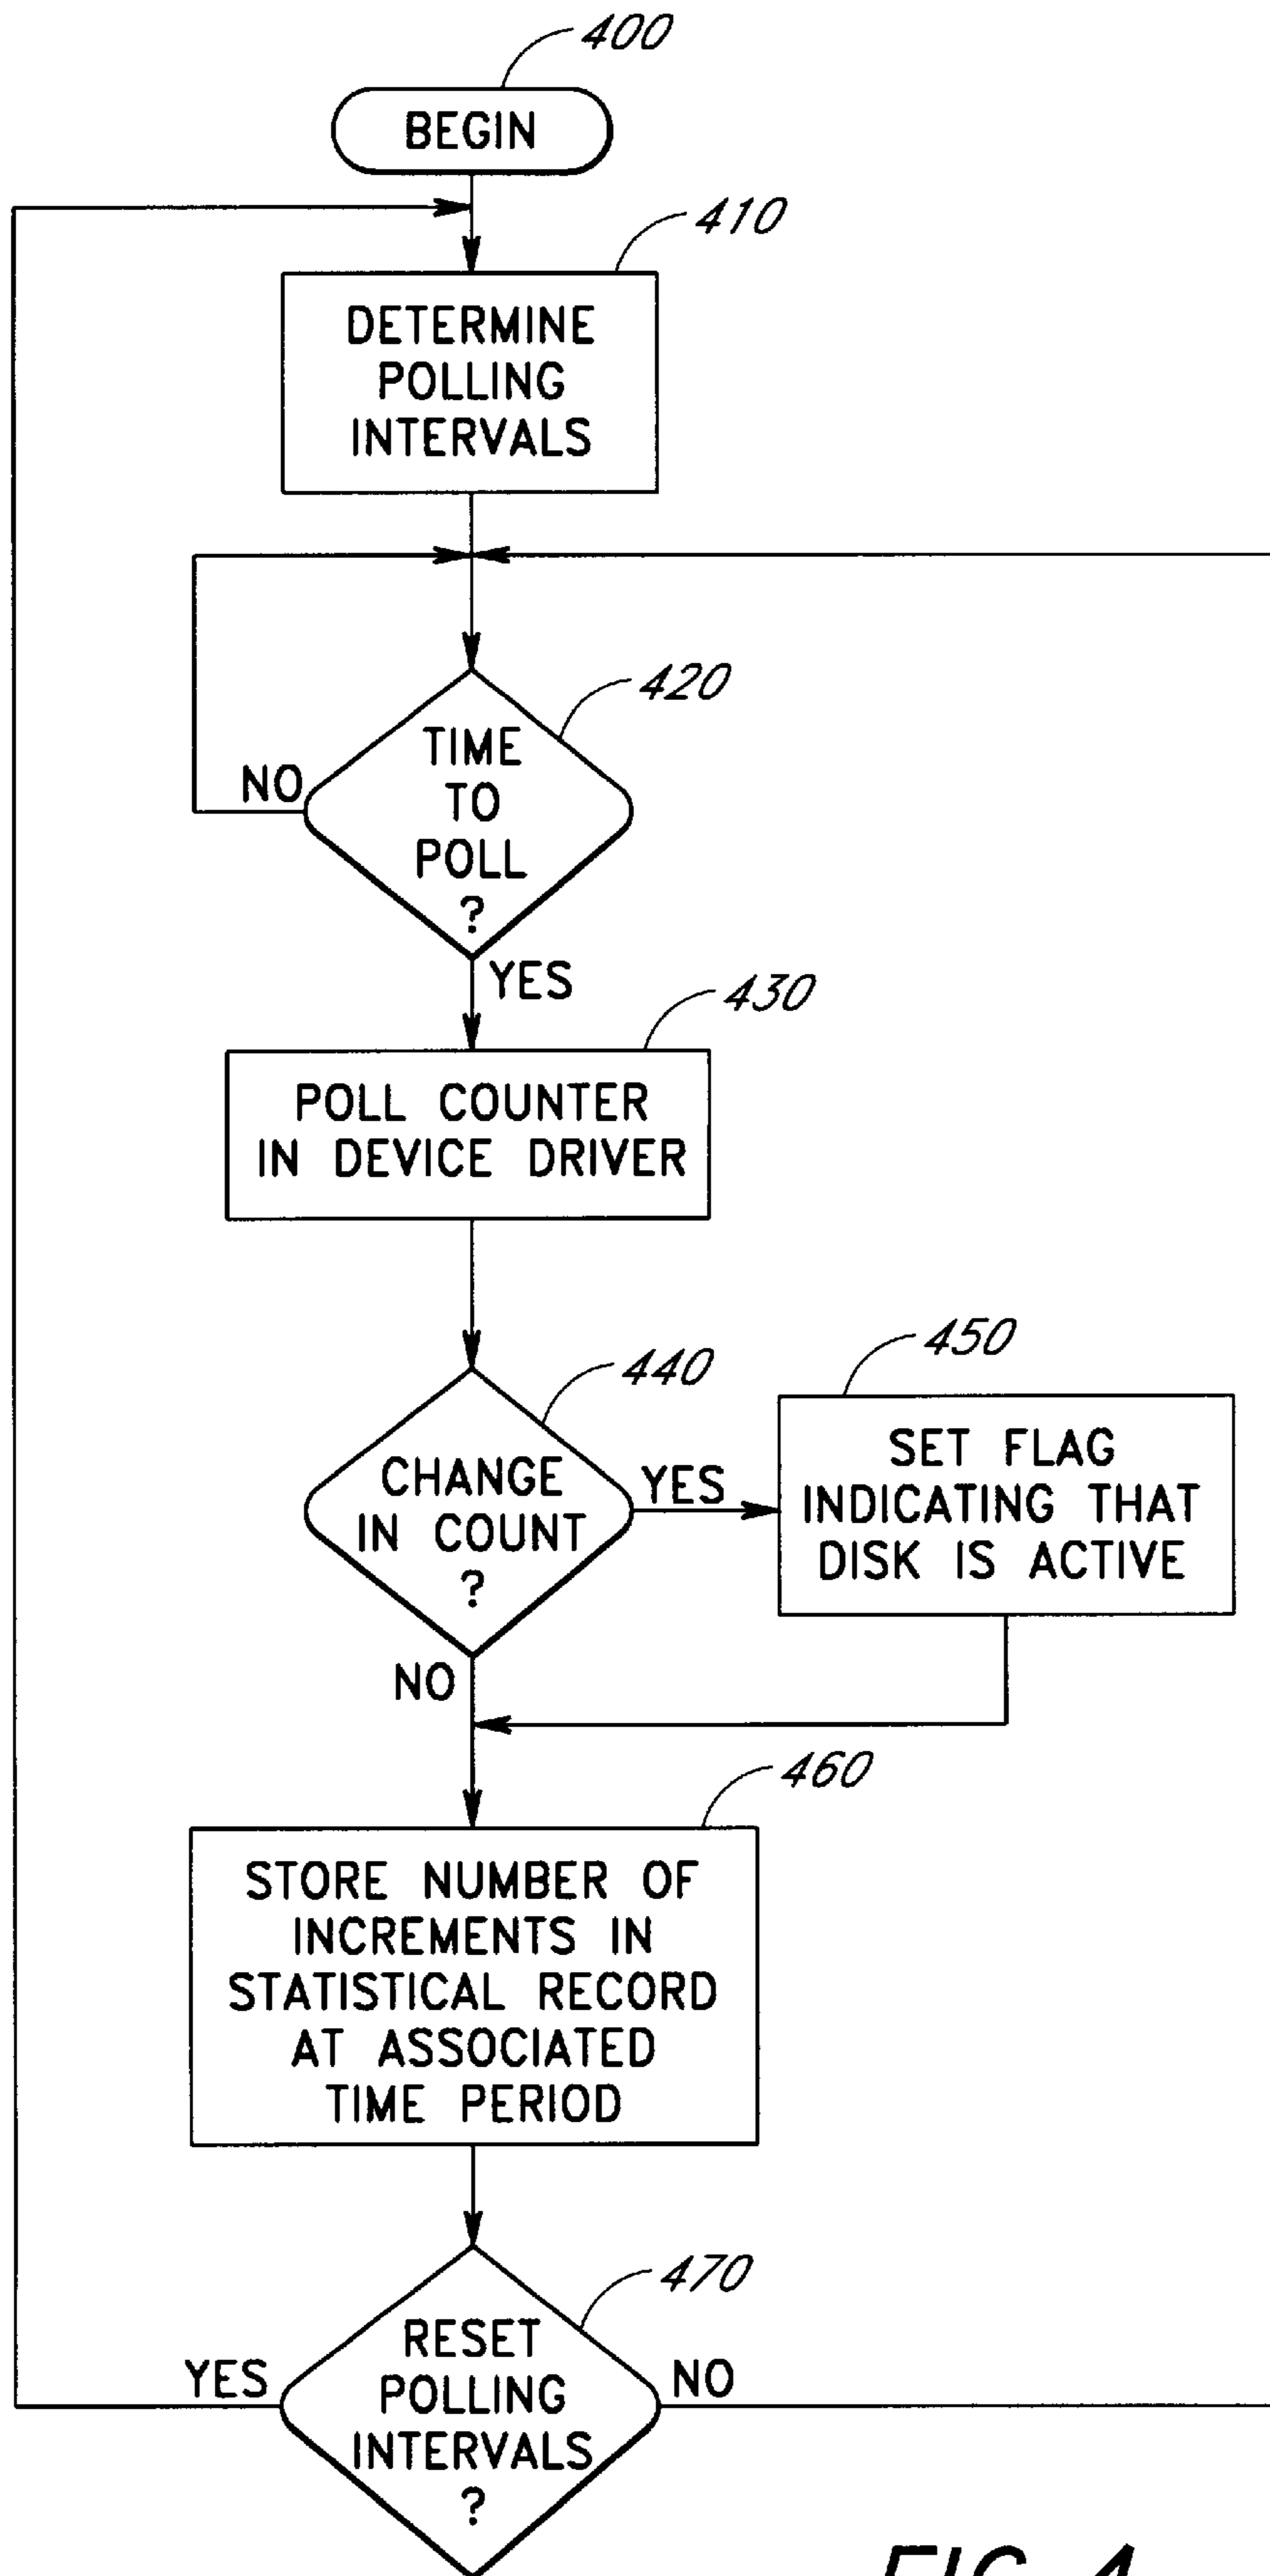 400
BEGIN
410
DETERMINE
POLLING
INTERVALS
420
TIME
TO
POLL
?
NO
YES
430
POLL COUNTER
IN DEVICE DRIVER
440
CHANGE
IN COUNT
?
YES
450
SET FLAG
INDICATING THAT
DISK IS ACTIVE
NO
460
STORE NUMBER OF
INCREMENTS IN
STATISTICAL RECORD
AT ASSOCIATED
TIME PERIOD
470
RESET
POLLING
INTERVALS
?
YES
NO
FIG. 4